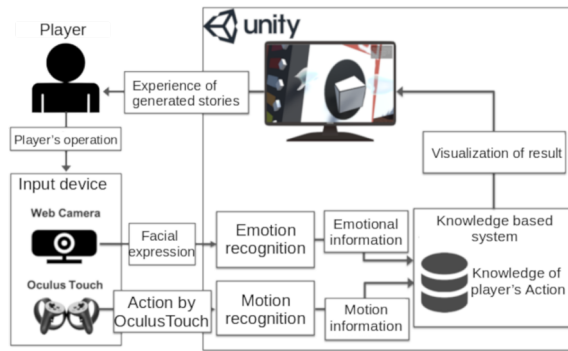 Player
unity
Experience of
generated stories
Player's operation
Visualization of result
Input device
Web Camera
Facial
expression
Emotion
recognition
Emotional
information
Knowledge based
system
Knowledge of
player's Action
Oculus Touch
Action by
OculusTouch
Motion
recognition
Motion
information